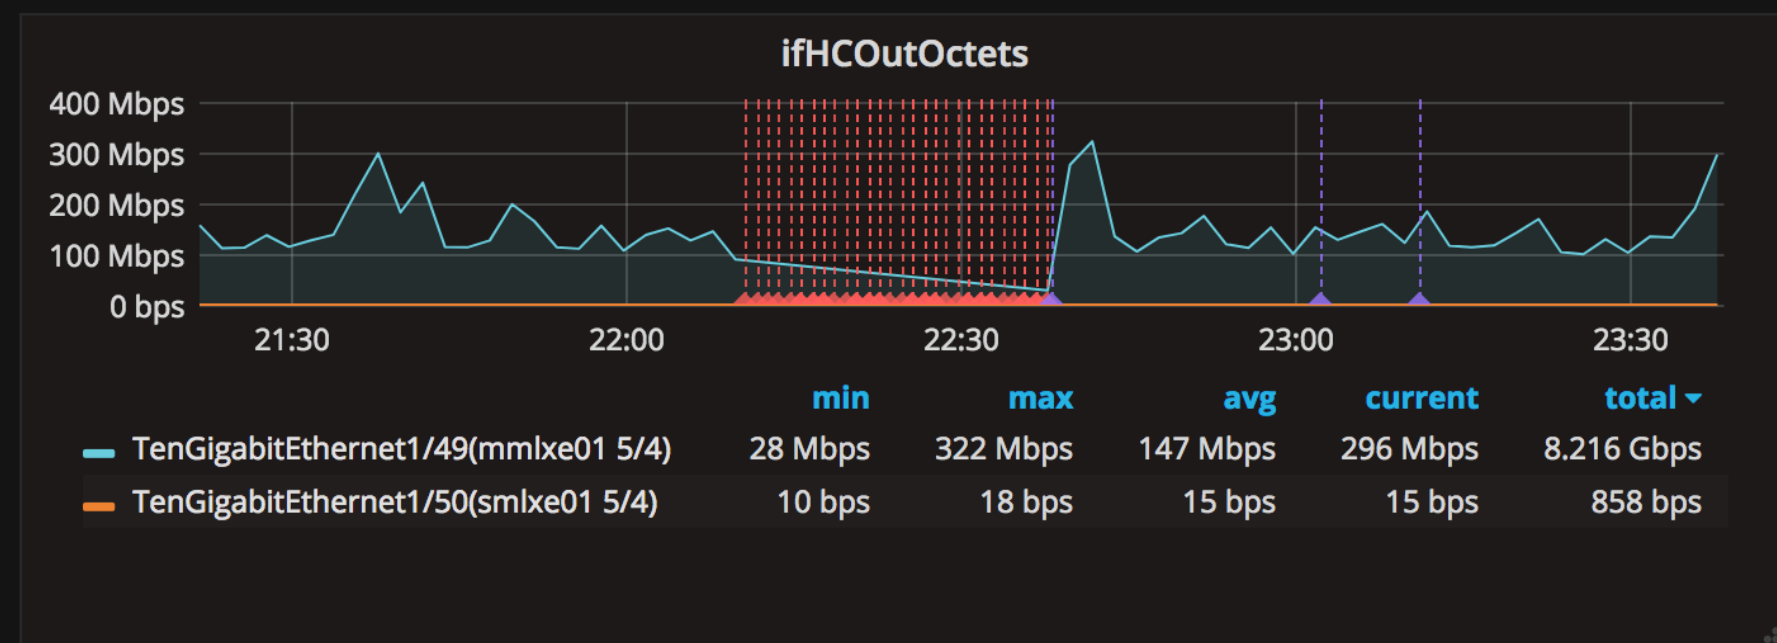 ifHCOutOctets
400 Mbps
300 Mbps
200 Mbps
100 Mbps
0 bps
21:30 22:00 22:30 23:00 23:30
min max avg current total
TenGigabitEthernet1/49(mmlxe01 5/4) 28 Mbps 322 Mbps 147 Mbps 296 Mbps 8.216 Gbps
TenGigabitEthernet1/50(smlxe01 5/4) 10 bps 18 bps 15 bps 15 bps 858 bps